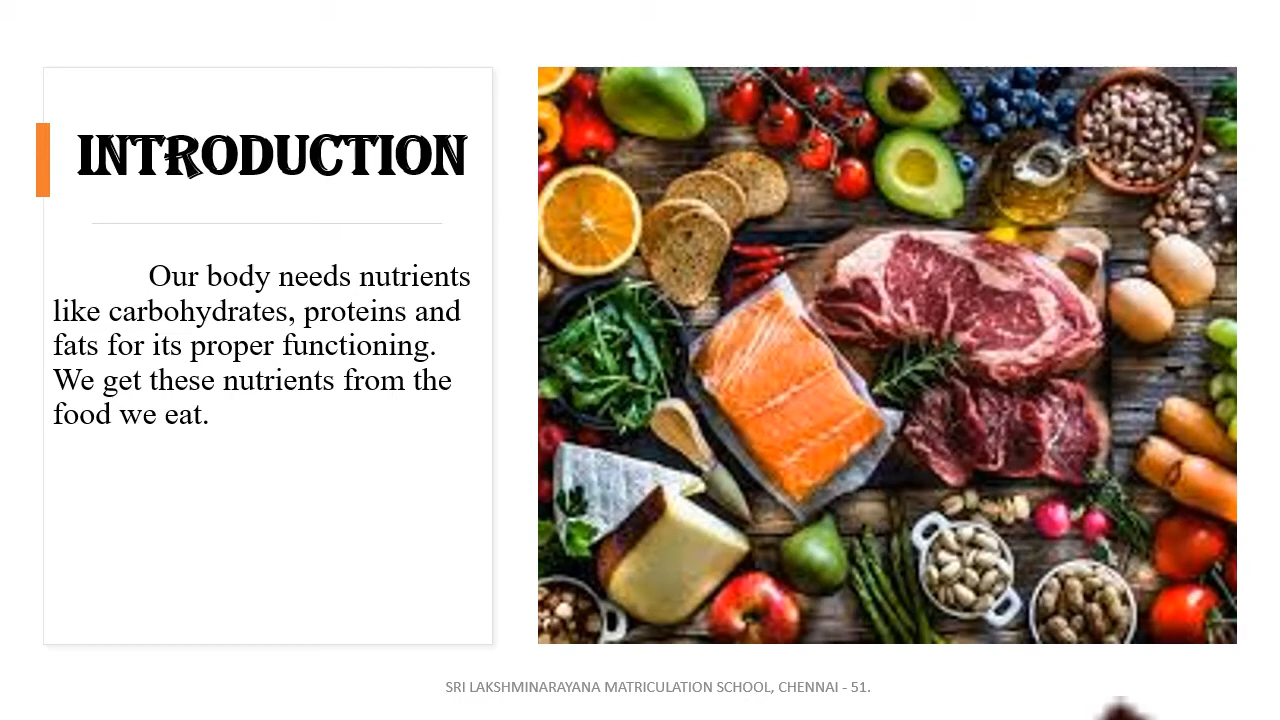 INTRODUCTION
Our body needs nutrients
like carbohydrates, proteins and
fats for its proper functioning.
We get these nutrients from the
food we eat.
SRI LAKSHMINARAYANA MATRICULATION SCHOOL, CHENNAI - 51.